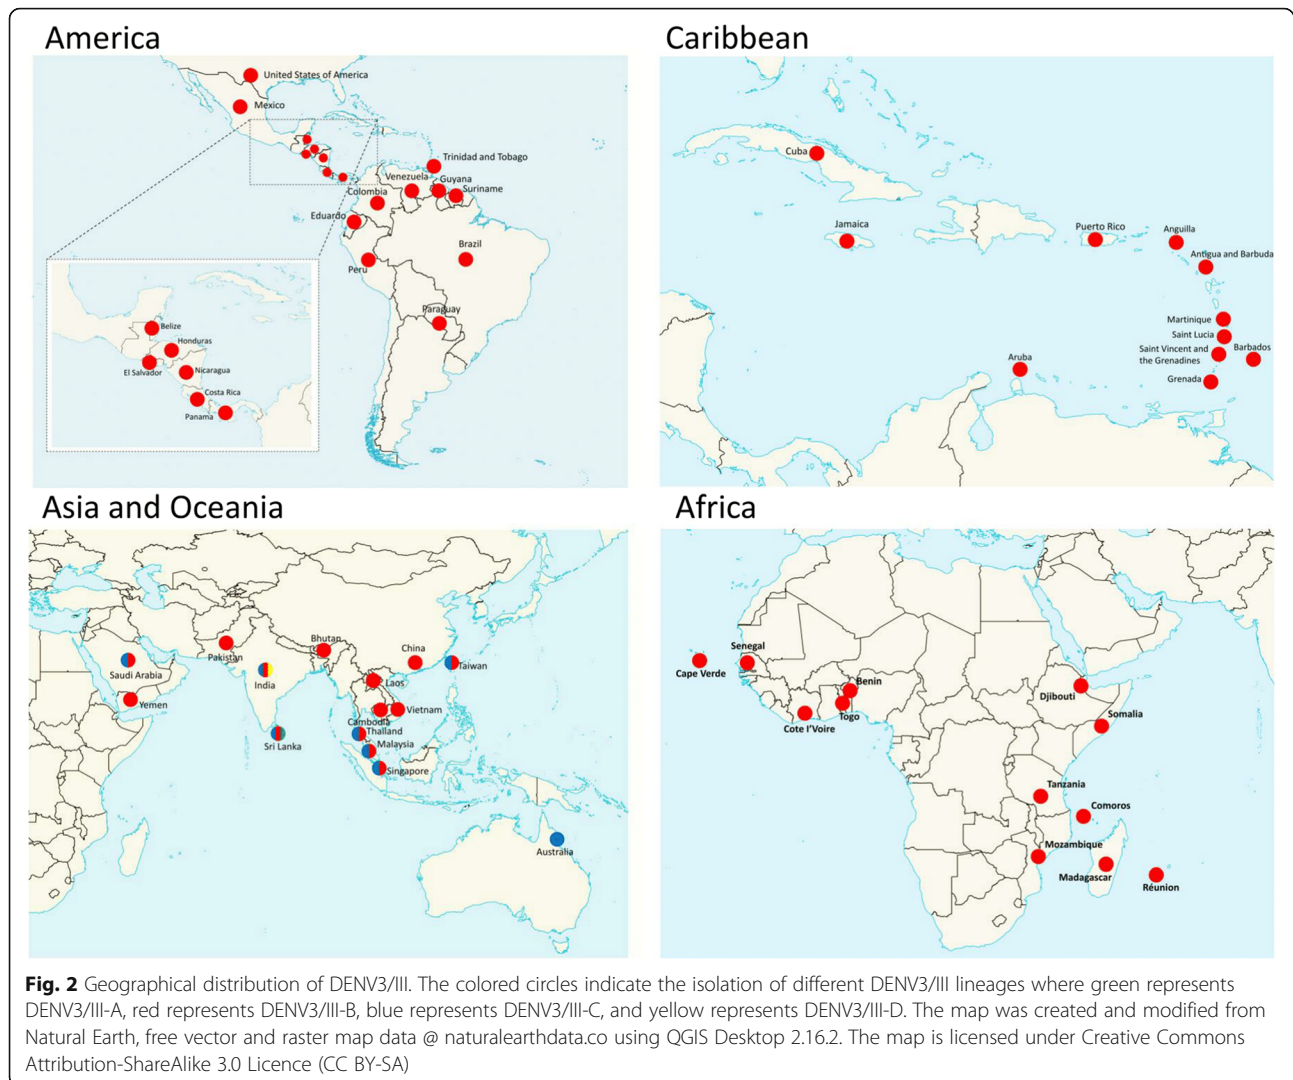 America
United States of America
Mexico
Trinidad and Tobago
Venezuela
Guyana
Suriname
Colombia
Eduardo
Brazil
Peru
Paraguay
Belize
Honduras
El Salvador
Nicaragua
Costa Rica
Panama
Caribbean
Cuba
Jamaica
Puerto Rico
Anguilla
Antigua and Barbuda
Martinique
Saint Lucia
Saint Vincent and
the Grenadines
Barbados
Aruba
Grenada
Asia and Oceania
Bhutan
China
Pakistan
Taiwan
Saudi Arabia
India
Laos
Yemen
Vietnam
Cambodia
Thailand
Sri Lanka
Malaysia
Singapore
Australia
Africa
Senegal
Cape Verde
Benin
Djibouti
Togo
Somalia
Cote l'Voire
Tanzania
Comoros
Mozambique
Madagascar
Réunion
Fig. 2 Geographical distribution of DENV3/III. The colored circles indicate the isolation of different DENV3/III lineages where green represents
DENV3/III-A, red represents DENV3/III-B, blue represents DENV3/III-C, and yellow represents DENV3/III-D. The map was created and modified from
Natural Earth, free vector and raster map data @ naturalearthdata.co using QGIS Desktop 2.16.2. The map is licensed under Creative Commons
Attribution-ShareAlike 3.0 Licence (CC BY-SA)